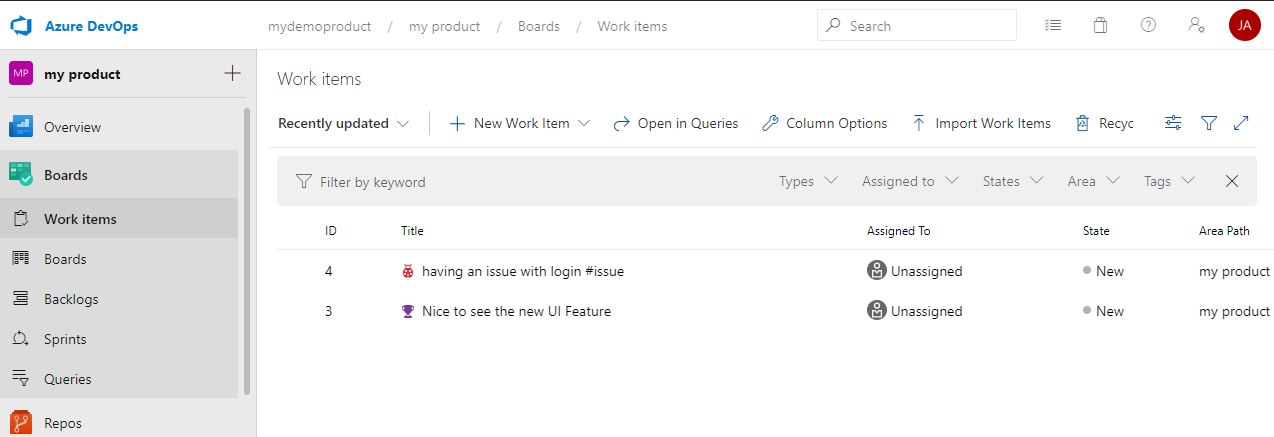 Azure DevOps mydemoproduct / my product / Boards / Work items Search JA
MP my product
Work items
Recently updated New Work Item Open in Queries Column Options Import Work Items Recyc
Overview
Boards
Filter by keyword Types Assigned to States Area Tags
Work items
ID Title Assigned To State Area Path
Boards
4 having an issue with login #issue Unassigned New my product
Backlogs
3 Nice to see the new UI Feature Unassigned New my product
Sprints
Queries
Repos